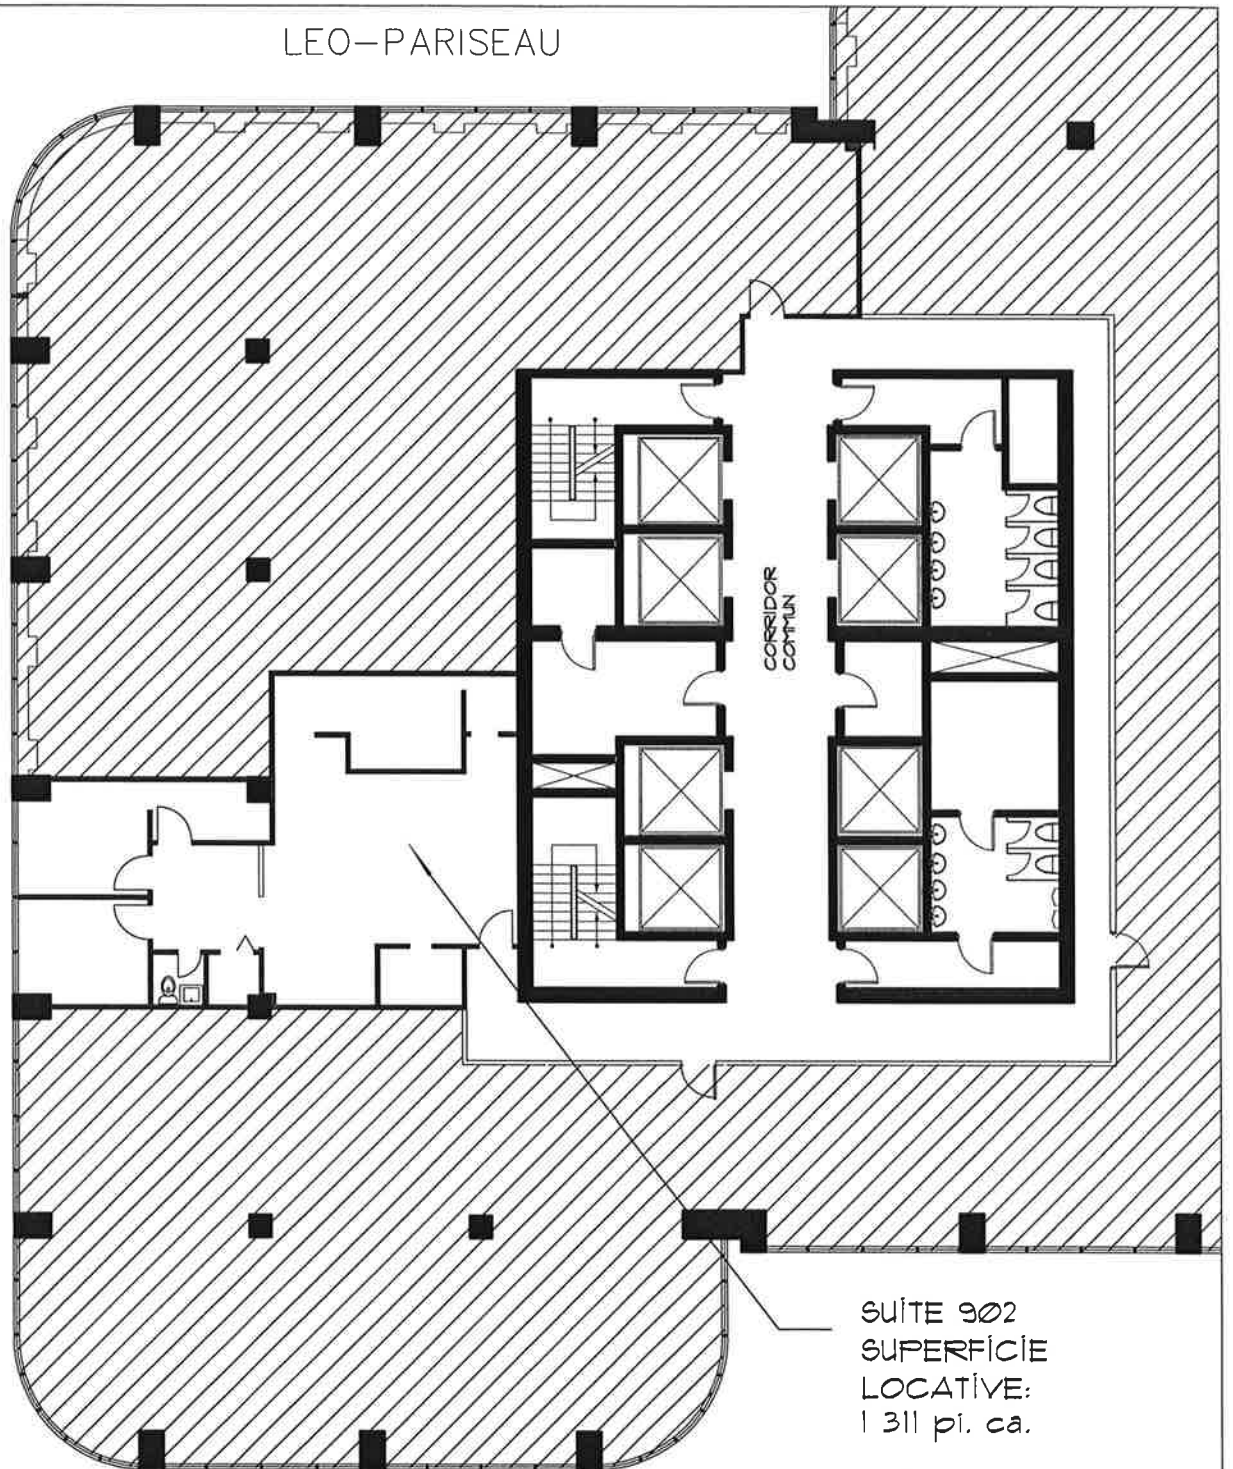 LEO-PARISEAU
CORRIDOR
COMMUN
SUITE 902
SUPERFICIE
LOCATIVE:
1 311 pi. ca.